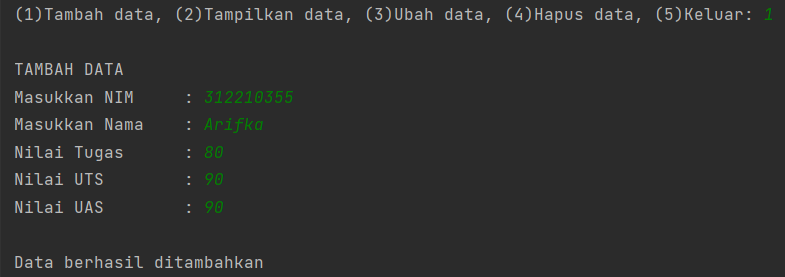 (1)Tambah data, (2)Tampilkan data, (3)Ubah data, (4)Hapus data, (5)Keluar: 1
TAMBAH DATA
Masukkan NIM     : 312210355
Masukkan Nama    : Arifka
Nilai Tugas      : 80
Nilai UTS        : 90
Nilai UAS        : 90
Data berhasil ditambahkan